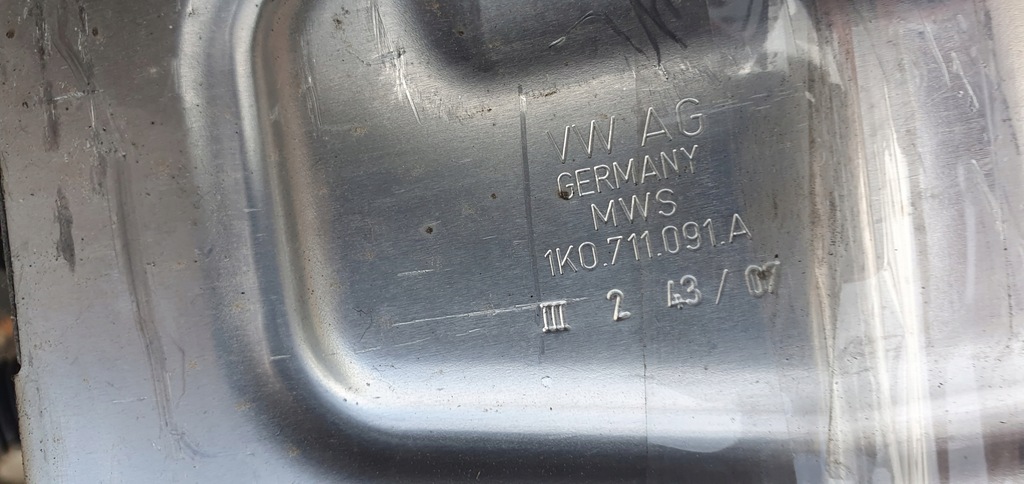 VW AG
GERMANY
MWS
1K0.711.091.A
III 2 43 / 07